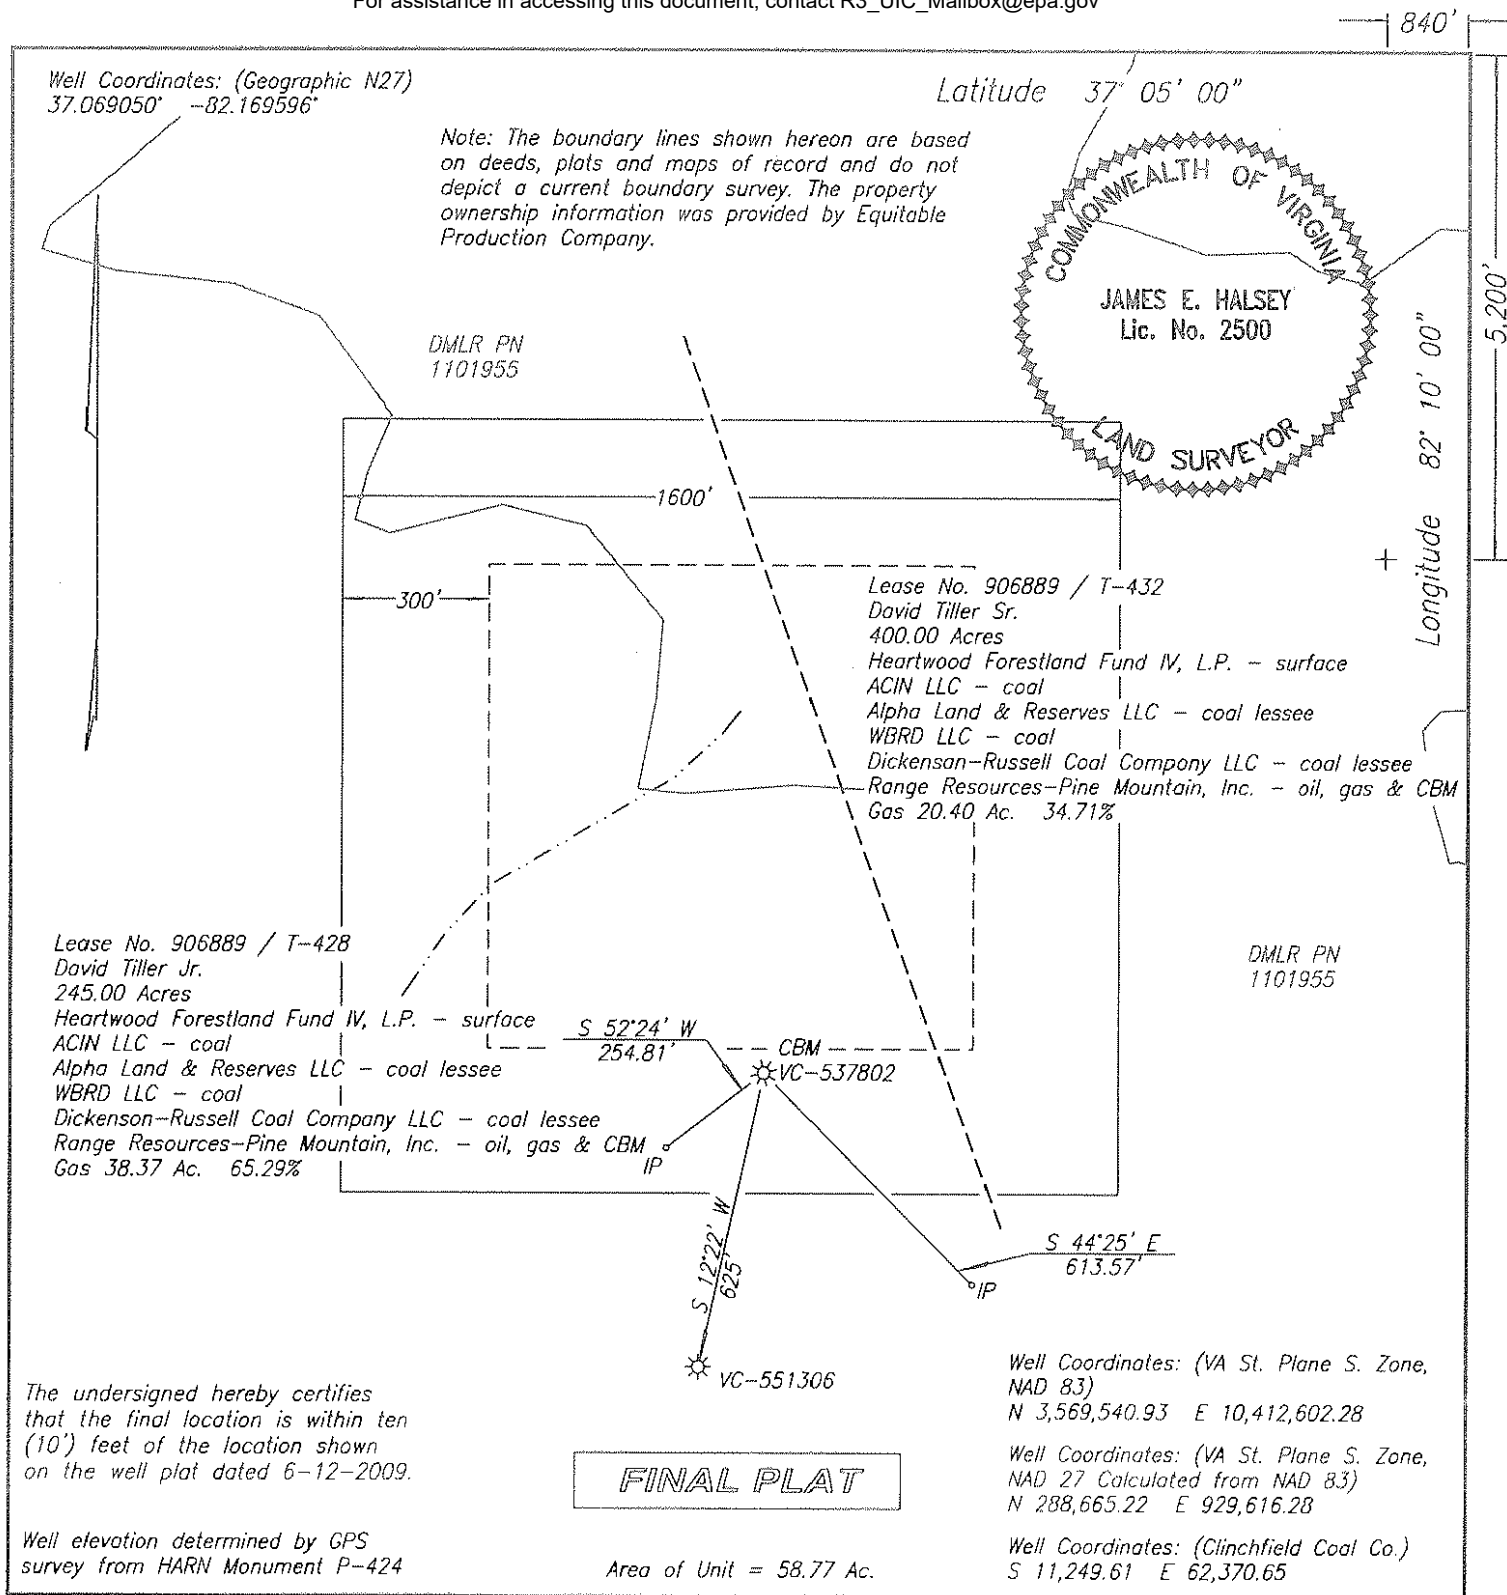 For assistance in accessing this document, contact R3_UIC_Mailbox@epa.gov
840'
Well Coordinates: (Geographic N27)
37.069050° -82.169596°
Latitude 37° 05' 00"
Note: The boundary lines shown hereon are based
on deeds, plats and maps of record and do not
depict a current boundary survey. The property
ownership information was provided by Equitable
Production Company.
COMMONWEALTH OF VIRGINIA
JAMES E. HALSEY
Lic. No. 2500
LAND SURVEYOR
5,200'
Longitude 82° 10' 00"
DMLR PN
1101955
1600'
300'
Lease No. 906889 / T-432
David Tiller Sr.
400.00 Acres
Heartwood Forestland Fund IV, L.P. - surface
ACIN LLC - coal
Alpha Land & Reserves LLC - coal lessee
WBRD LLC - coal
Dickenson-Russell Coal Company LLC - coal lessee
Range Resources-Pine Mountain, Inc. - oil, gas & CBM
Gas 20.40 Ac. 34.71%
Lease No. 906889 / T-428
David Tiller Jr.
245.00 Acres
Heartwood Forestland Fund IV, L.P. - surface
ACIN LLC - coal
Alpha Land & Reserves LLC - coal lessee
WBRD LLC - coal
Dickenson-Russell Coal Company LLC - coal lessee
Range Resources-Pine Mountain, Inc. - oil, gas & CBM
Gas 38.37 Ac. 65.29%
DMLR PN
1101955
S 52°24' W
254.81'
CBM
VC-537802
IP
S 12°22' W
625'
S 44°25' E
613.57'
IP
VC-551306
The undersigned hereby certifies
that the final location is within ten
(10') feet of the location shown
on the well plat dated 6-12-2009.
Well elevation determined by GPS
survey from HARN Monument P-424
FINAL PLAT
Area of Unit = 58.77 Ac.
Well Coordinates: (VA St. Plane S. Zone,
NAD 83)
N 3,569,540.93 E 10,412,602.28
Well Coordinates: (VA St. Plane S. Zone,
NAD 27 Calculated from NAD 83)
N 288,665.22 E 929,616.28
Well Coordinates: (Clinchfield Coal Co.)
S 11,249.61 E 62,370.65